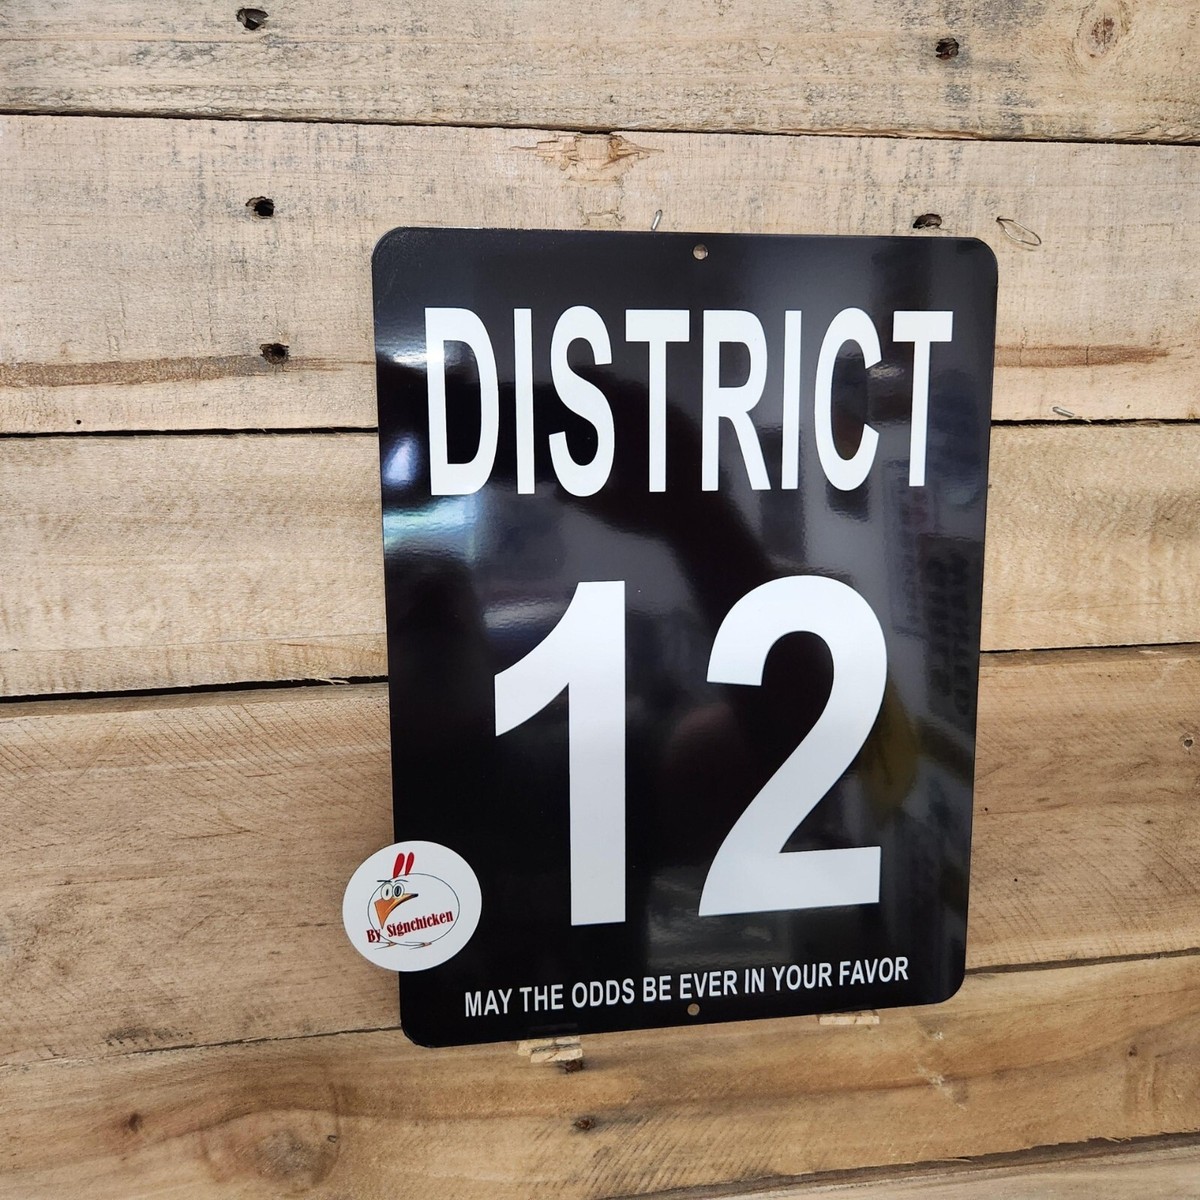 DISTRICT
12
MAY THE ODDS BE EVER IN YOUR FAVOR
By Signchicken